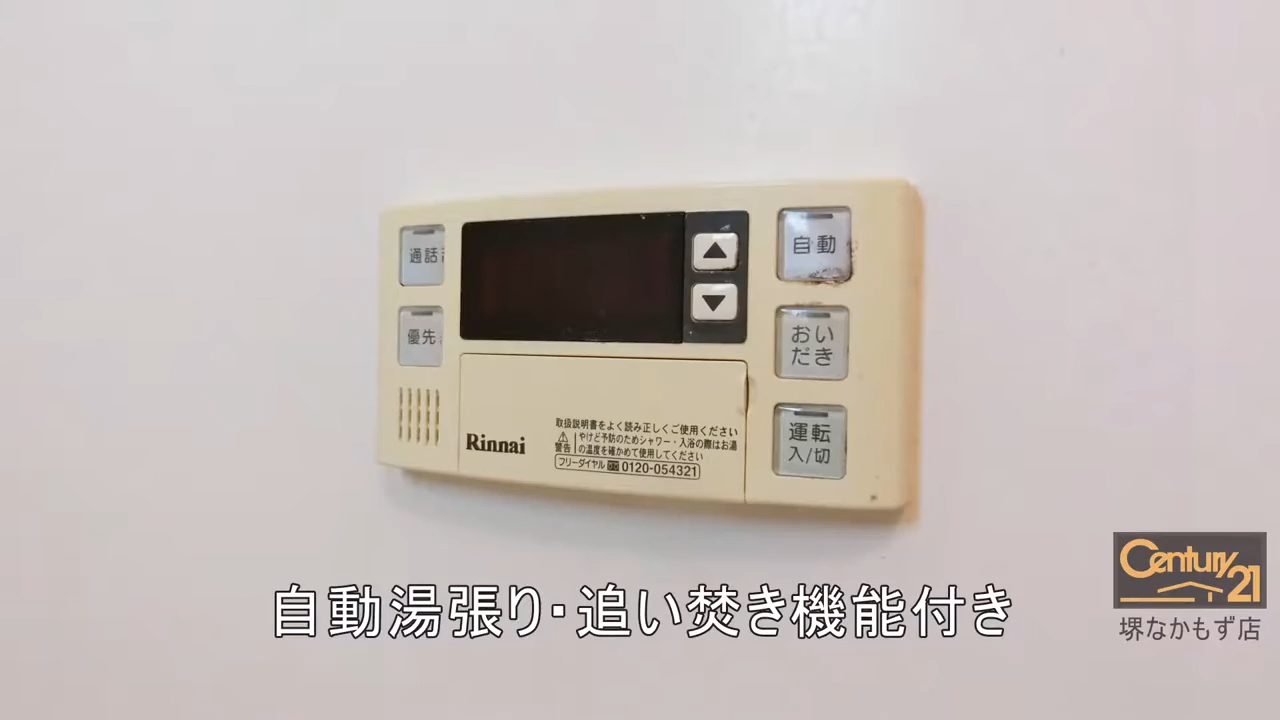 通話
優先
▲
▼
自動
おい
だき
運転
入/切
Rinnai
取扱説明書をよく読み正しくご使用ください
警告
やけど予防のためシャワー・入浴の際はお湯
の温度を確かめて使用してください
フリーダイヤル 0120-054321
自動湯張り・追い焚き機能付き
Century 21
堺なかもず店